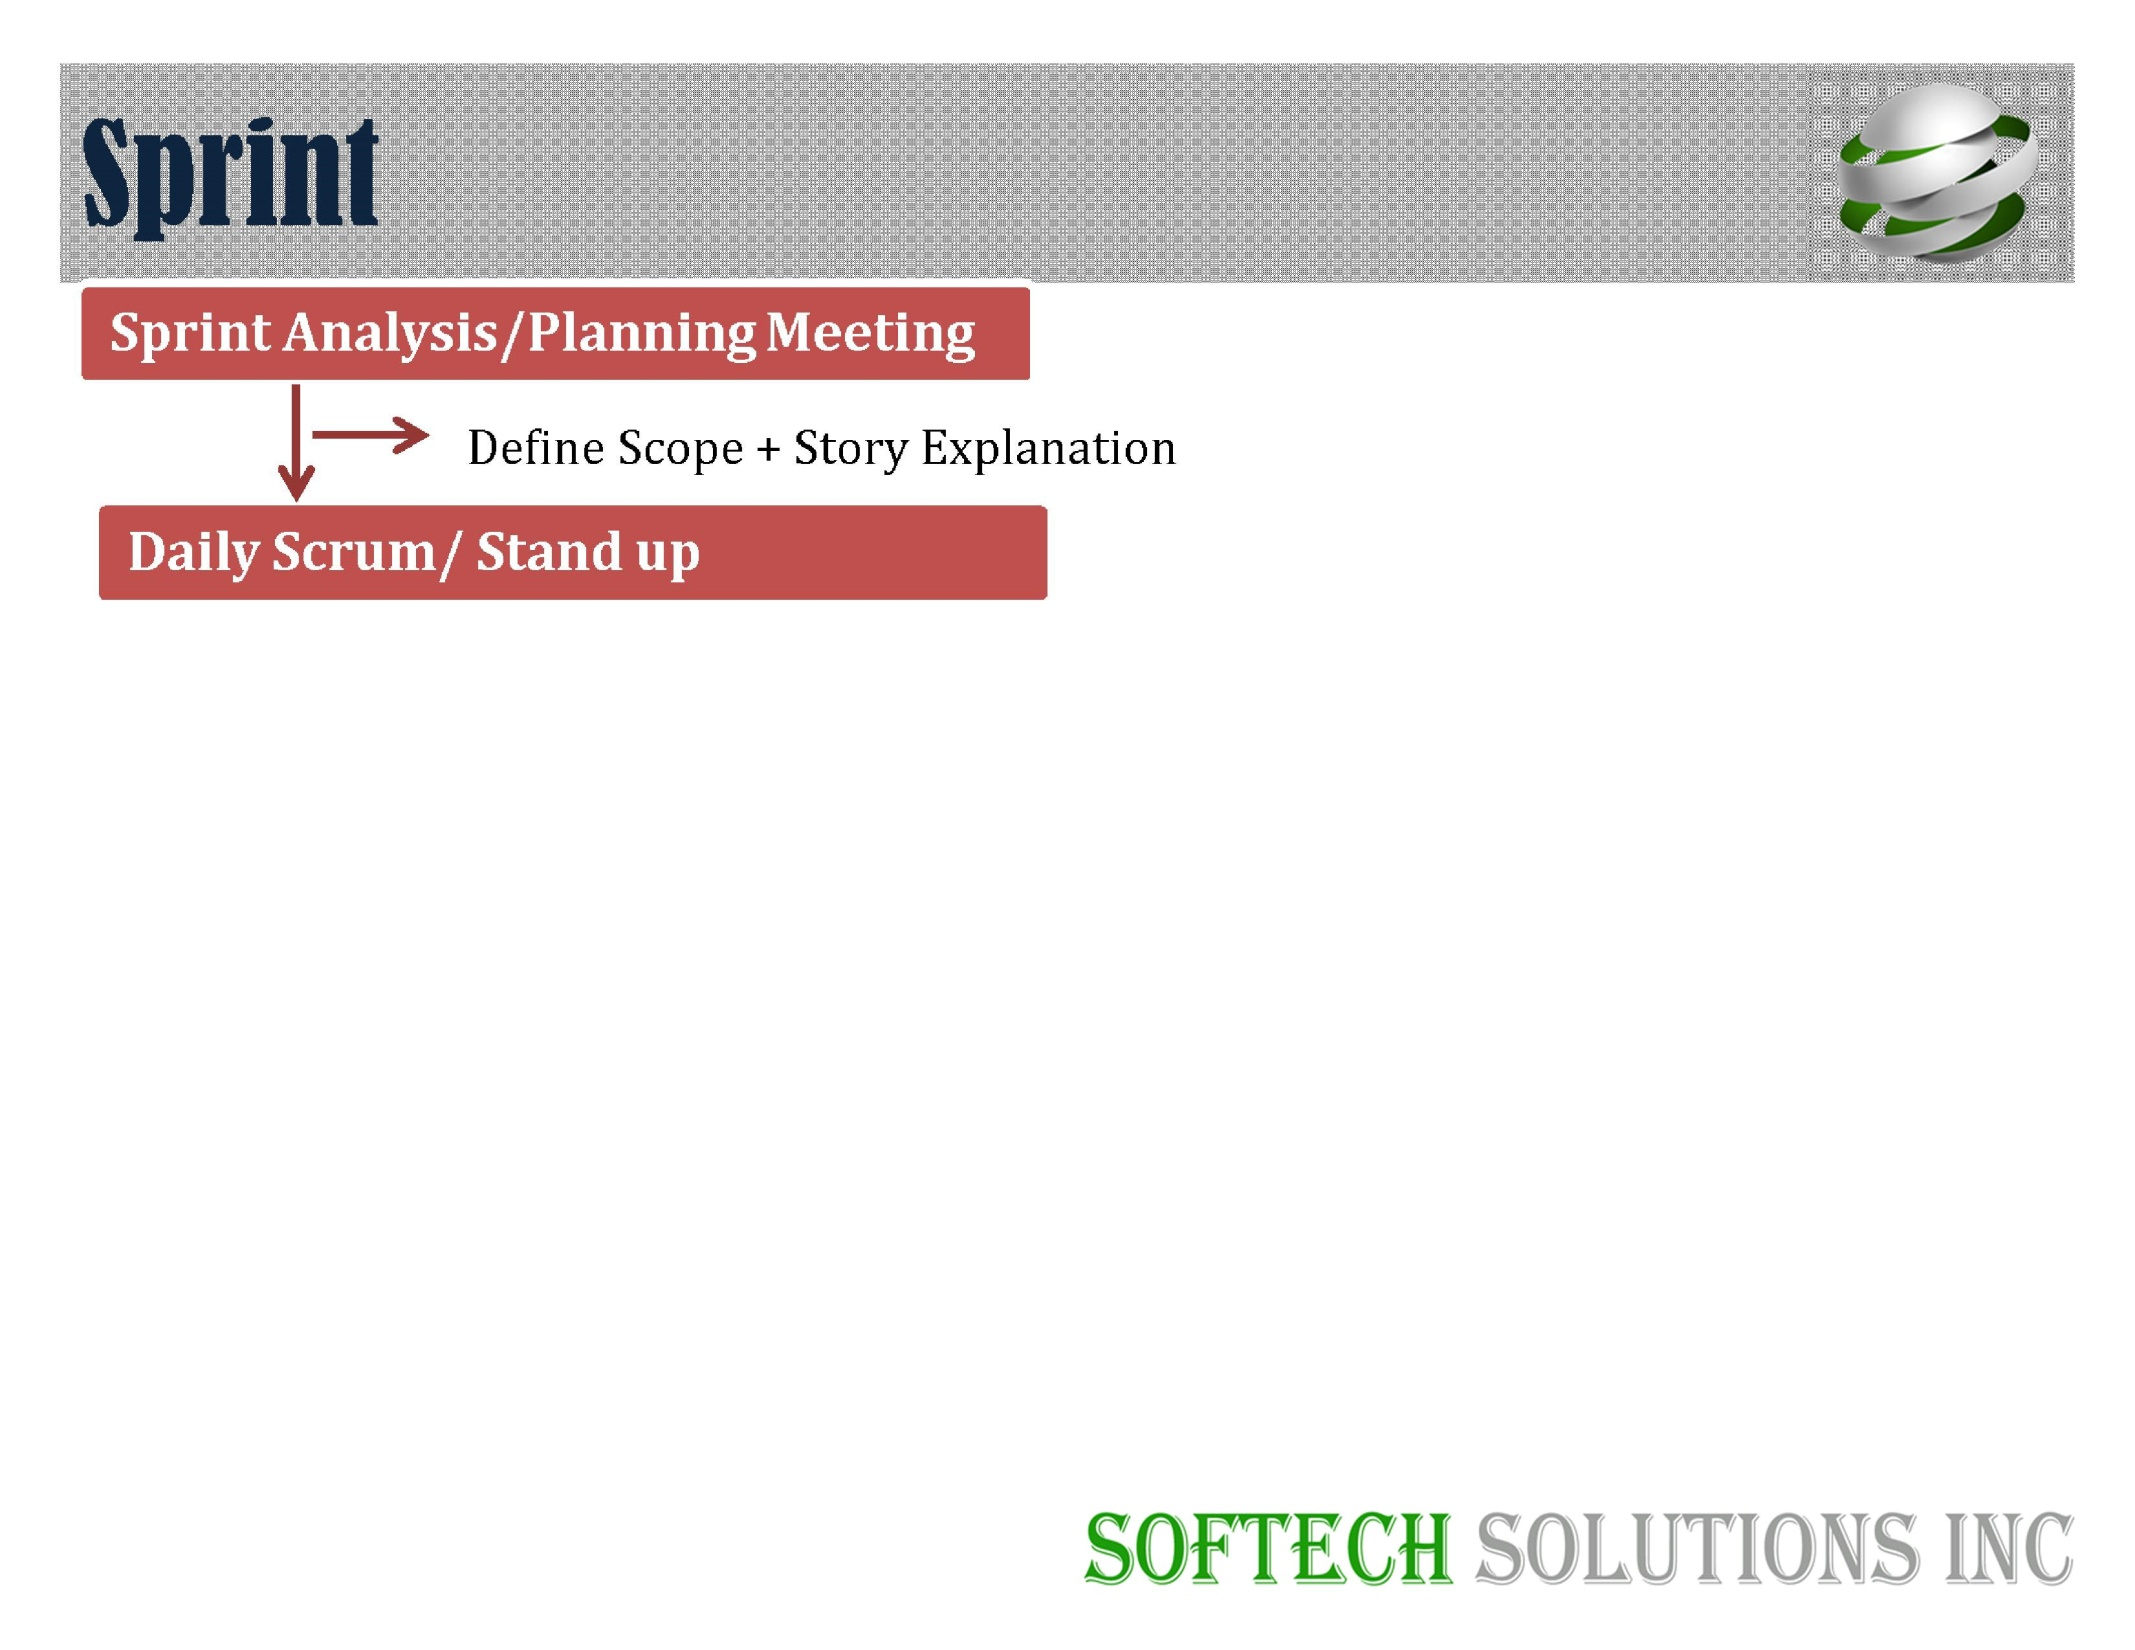 Sprint
Sprint Analysis/Planning Meeting
Define Scope + Story Explanation
Daily Scrum/ Stand up
SOFTECH SOLUTIONS INC